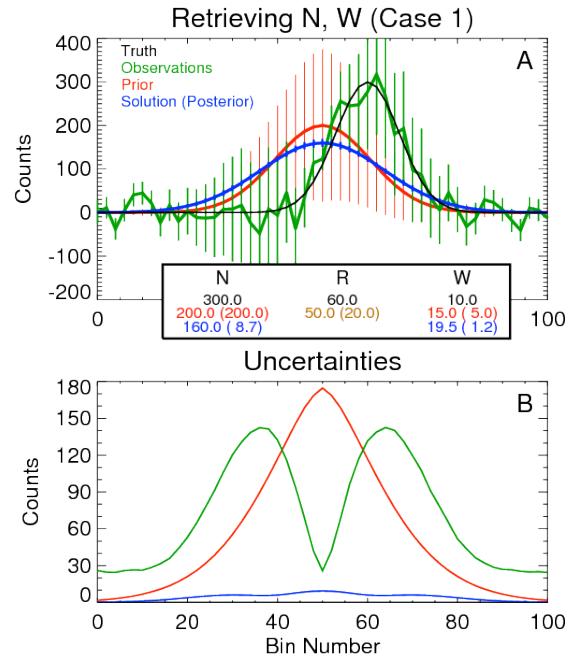 Retrieving N, W (Case 1)
400
300
200
100
0
-100
-200
Counts
Truth
Observations
Prior
Solution (Posterior)
A
N R W
300.0 60.0 10.0
200.0 (200.0) 50.0 (20.0) 15.0 ( 5.0)
160.0 ( 8.7) 19.5 ( 1.2)
0 100
Uncertainties
180
150
120
90
60
30
0
Counts
B
0 20 40 60 80 100
Bin Number